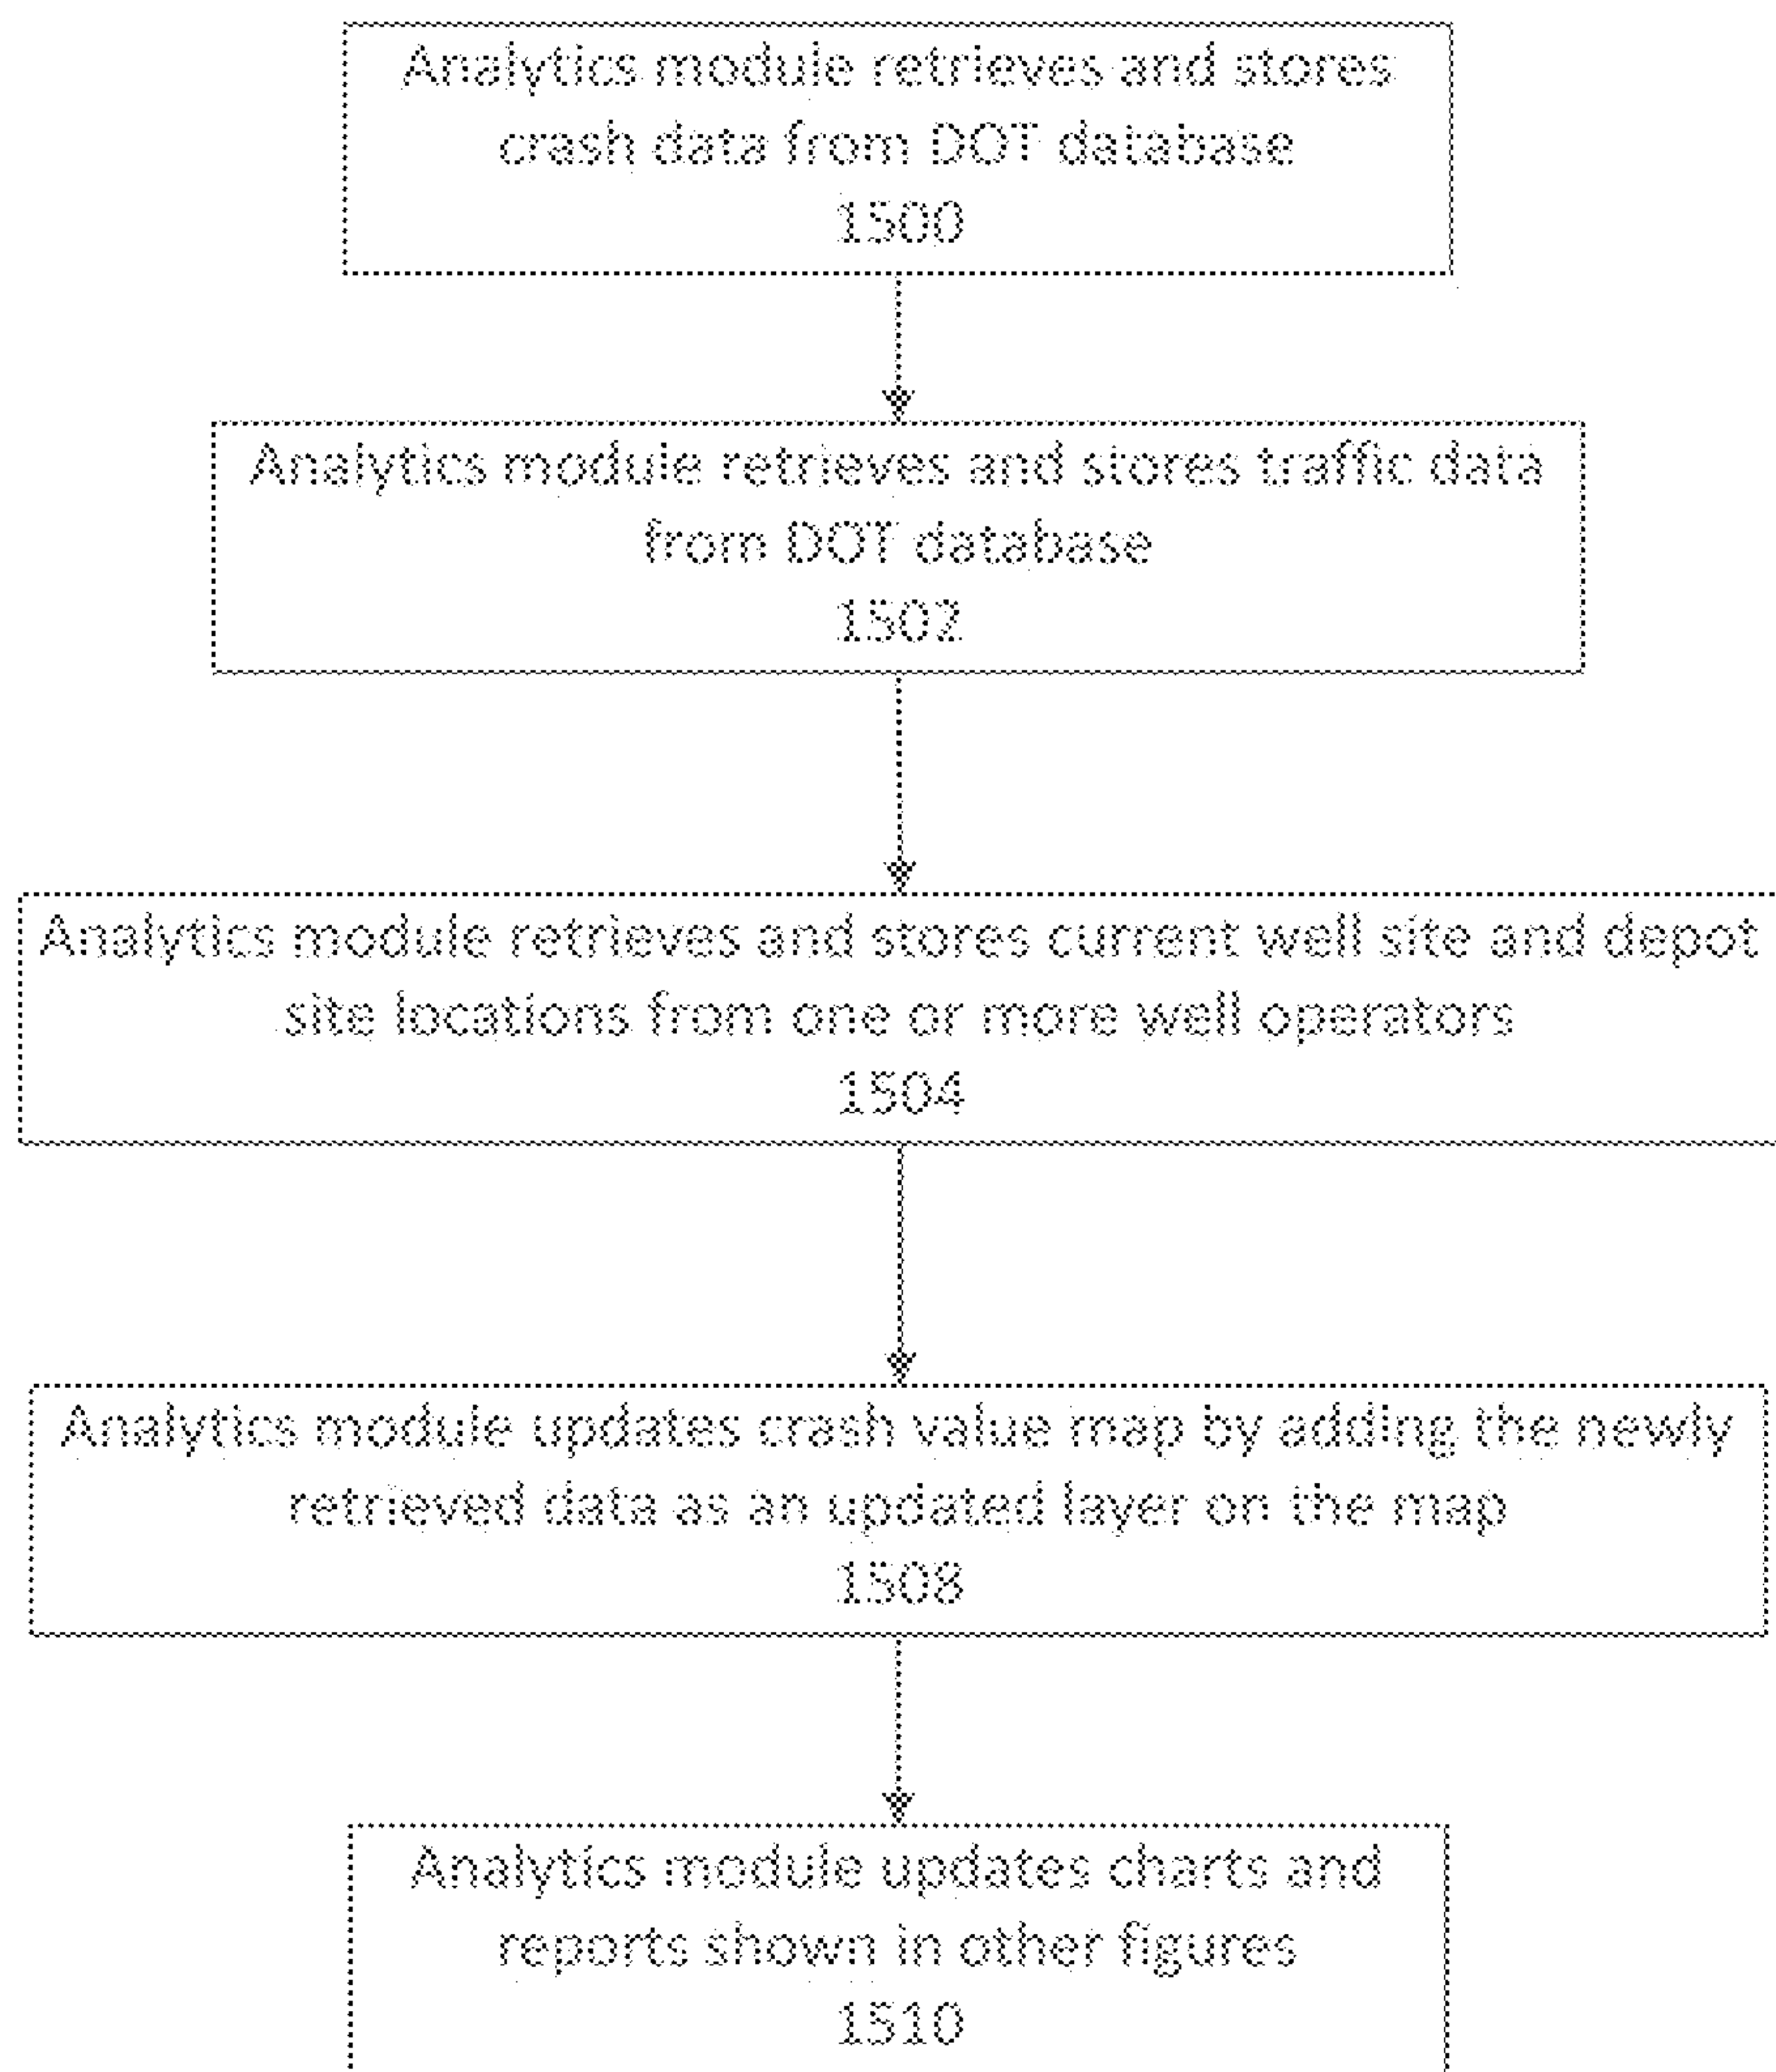 Analytics module retrieves and stores
crash data from DOT database
1500
Analytics module retrieves and stores traffic data
from DOT database
1502
Analytics module retrieves and stores current well site and depot
site locations from one or more well operators
1504
Analytics module updates crash value map by adding the newly
retrieved data as an updated layer on the map
1508
Analytics module updates charts and
reports shown in other figures
1510